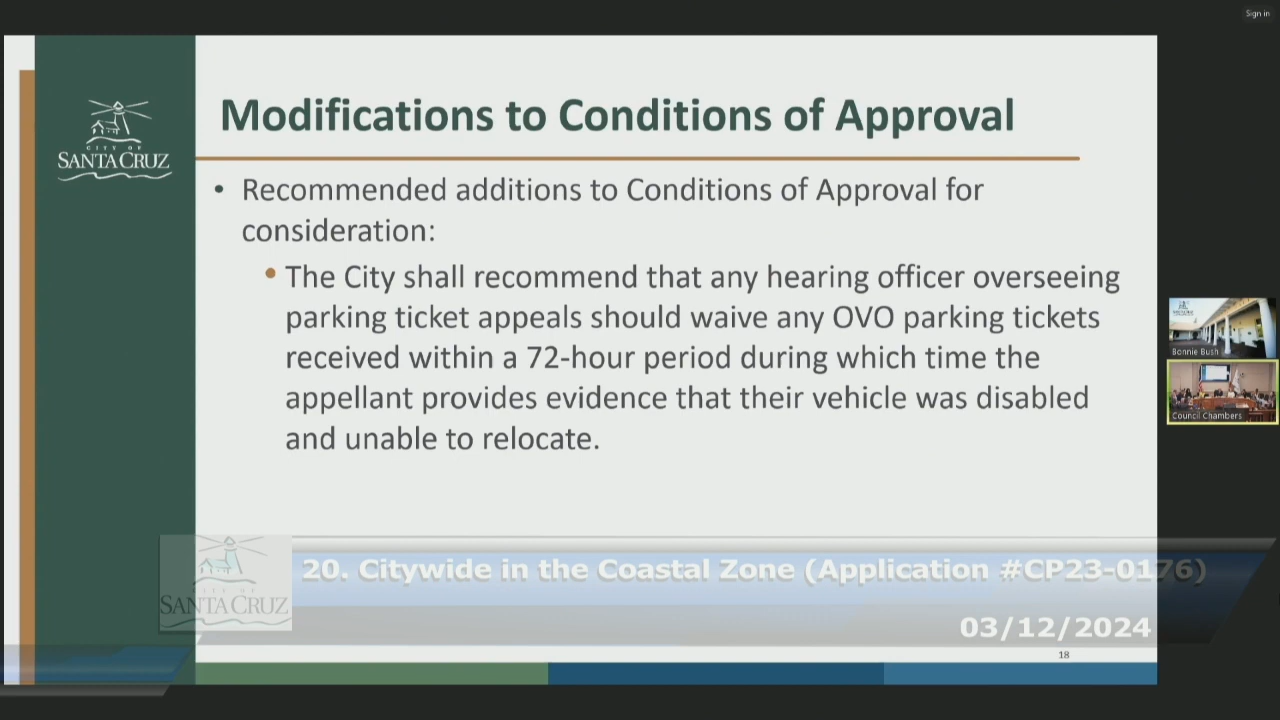 Sign in
CITY OF
SANTA CRUZ
Modifications to Conditions of Approval
• Recommended additions to Conditions of Approval for
consideration:
• The City shall recommend that any hearing officer overseeing
parking ticket appeals should waive any OVO parking tickets
received within a 72-hour period during which time the
appellant provides evidence that their vehicle was disabled
and unable to relocate.
Bonnie Bush
Council Chambers
CITY OF
SANTA CRUZ
20. Citywide in the Coastal Zone (Application #CP23-0176)
03/12/2024
18